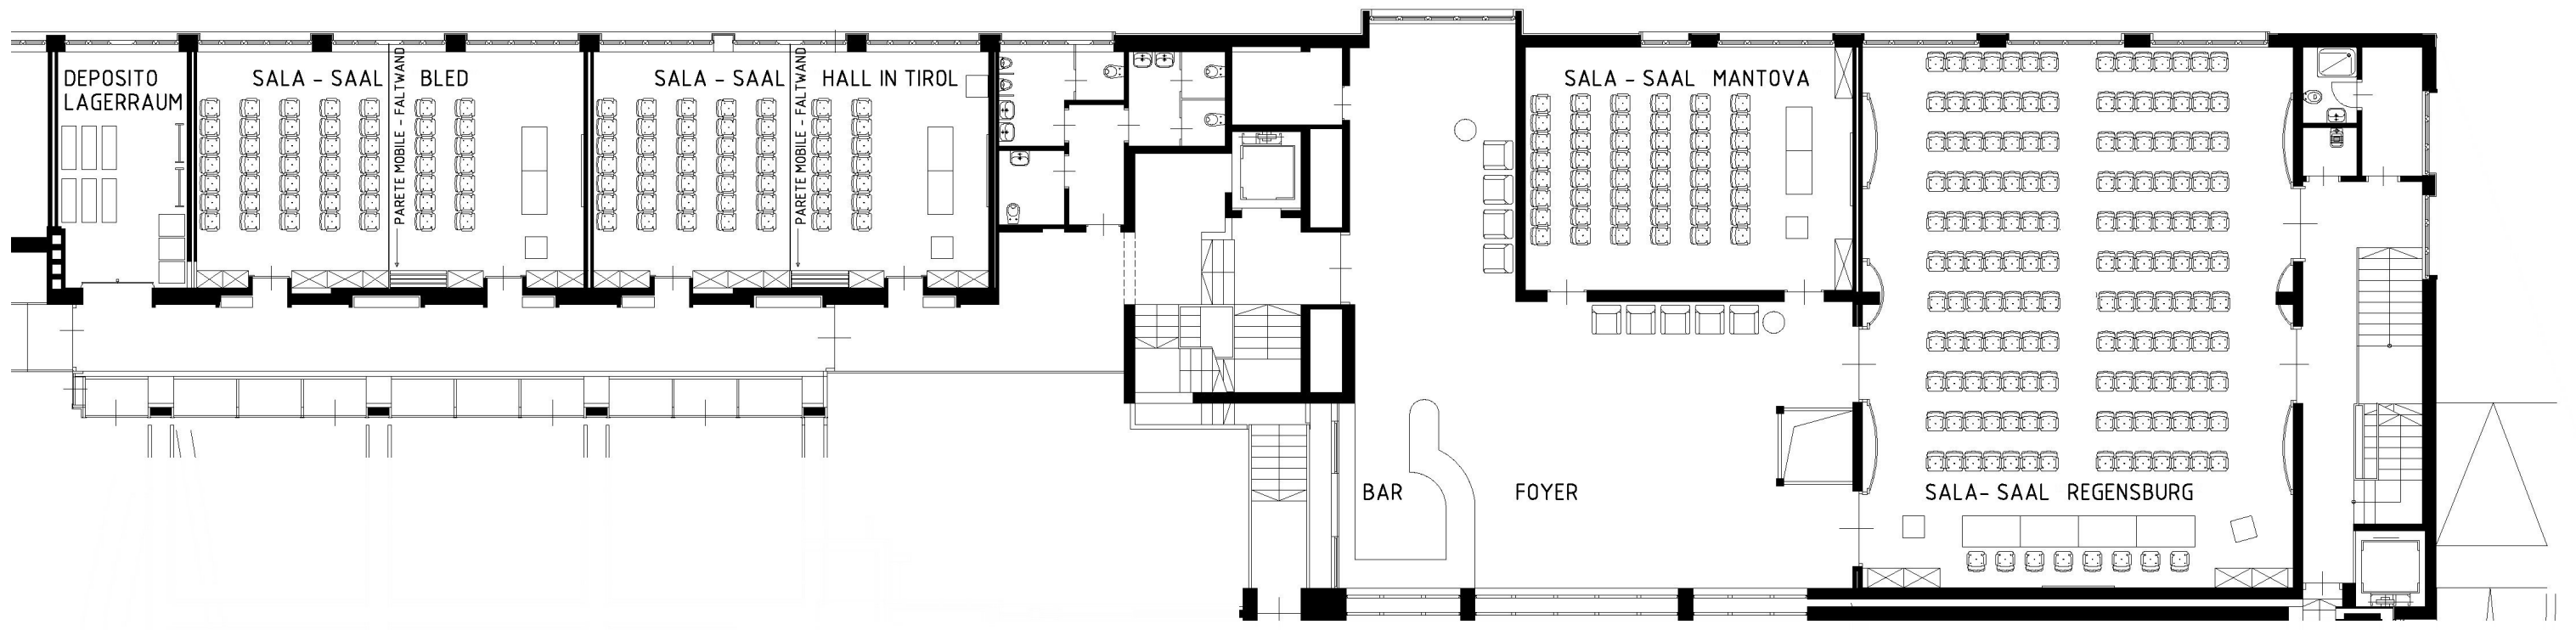 DEPOSITO
LAGERRAUM
SALA - SAAL BLED
PARETE MOBILE - FALTWAND
SALA - SAAL HALL IN TIROL
PARETE MOBILE - FALTWAND
SALA - SAAL MANTOVA
BAR
FOYER
SALA- SAAL REGENSBURG